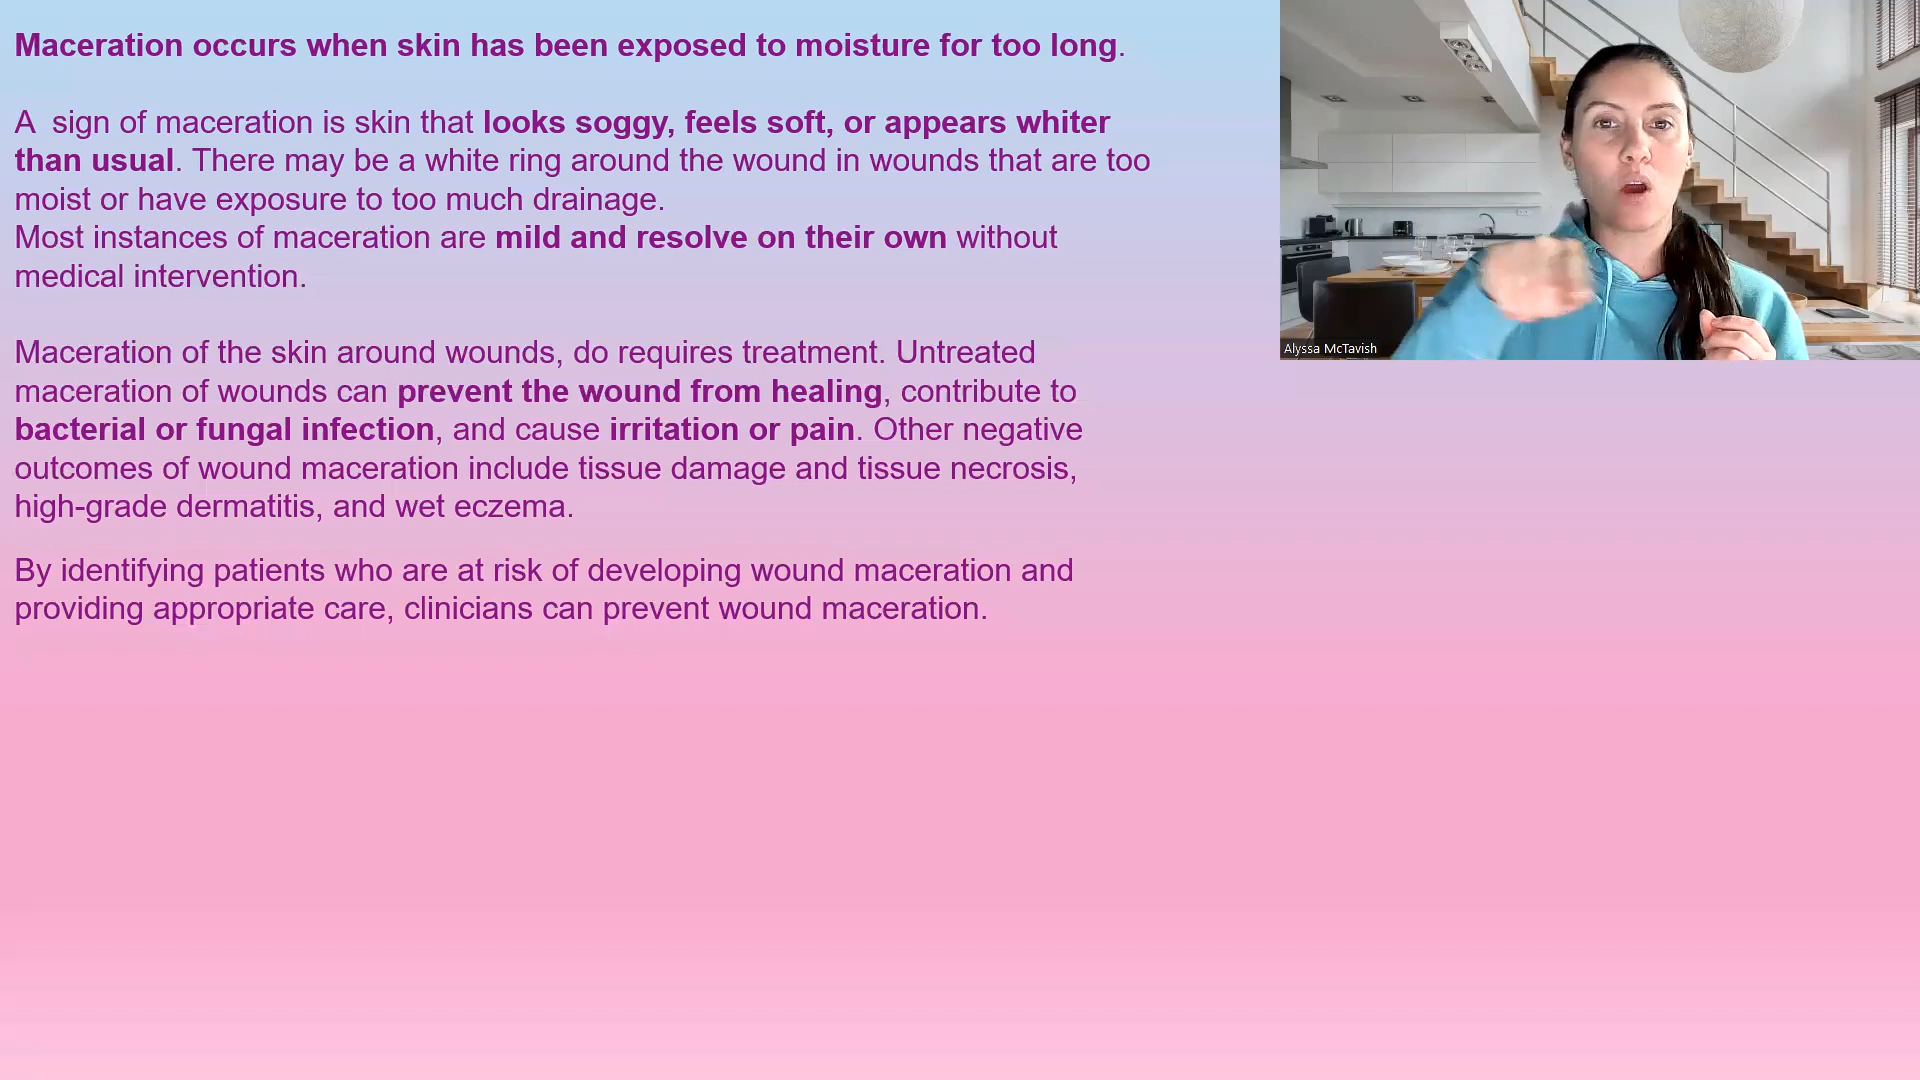 Maceration occurs when skin has been exposed to moisture for too long.
A  sign of maceration is skin that looks soggy, feels soft, or appears whiter
than usual. There may be a white ring around the wound in wounds that are too
moist or have exposure to too much drainage.
Most instances of maceration are mild and resolve on their own without
medical intervention.
Maceration of the skin around wounds, do requires treatment. Untreated
maceration of wounds can prevent the wound from healing, contribute to
bacterial or fungal infection, and cause irritation or pain. Other negative
outcomes of wound maceration include tissue damage and tissue necrosis,
high-grade dermatitis, and wet eczema.
By identifying patients who are at risk of developing wound maceration and
providing appropriate care, clinicians can prevent wound maceration.
Alyssa McTavish